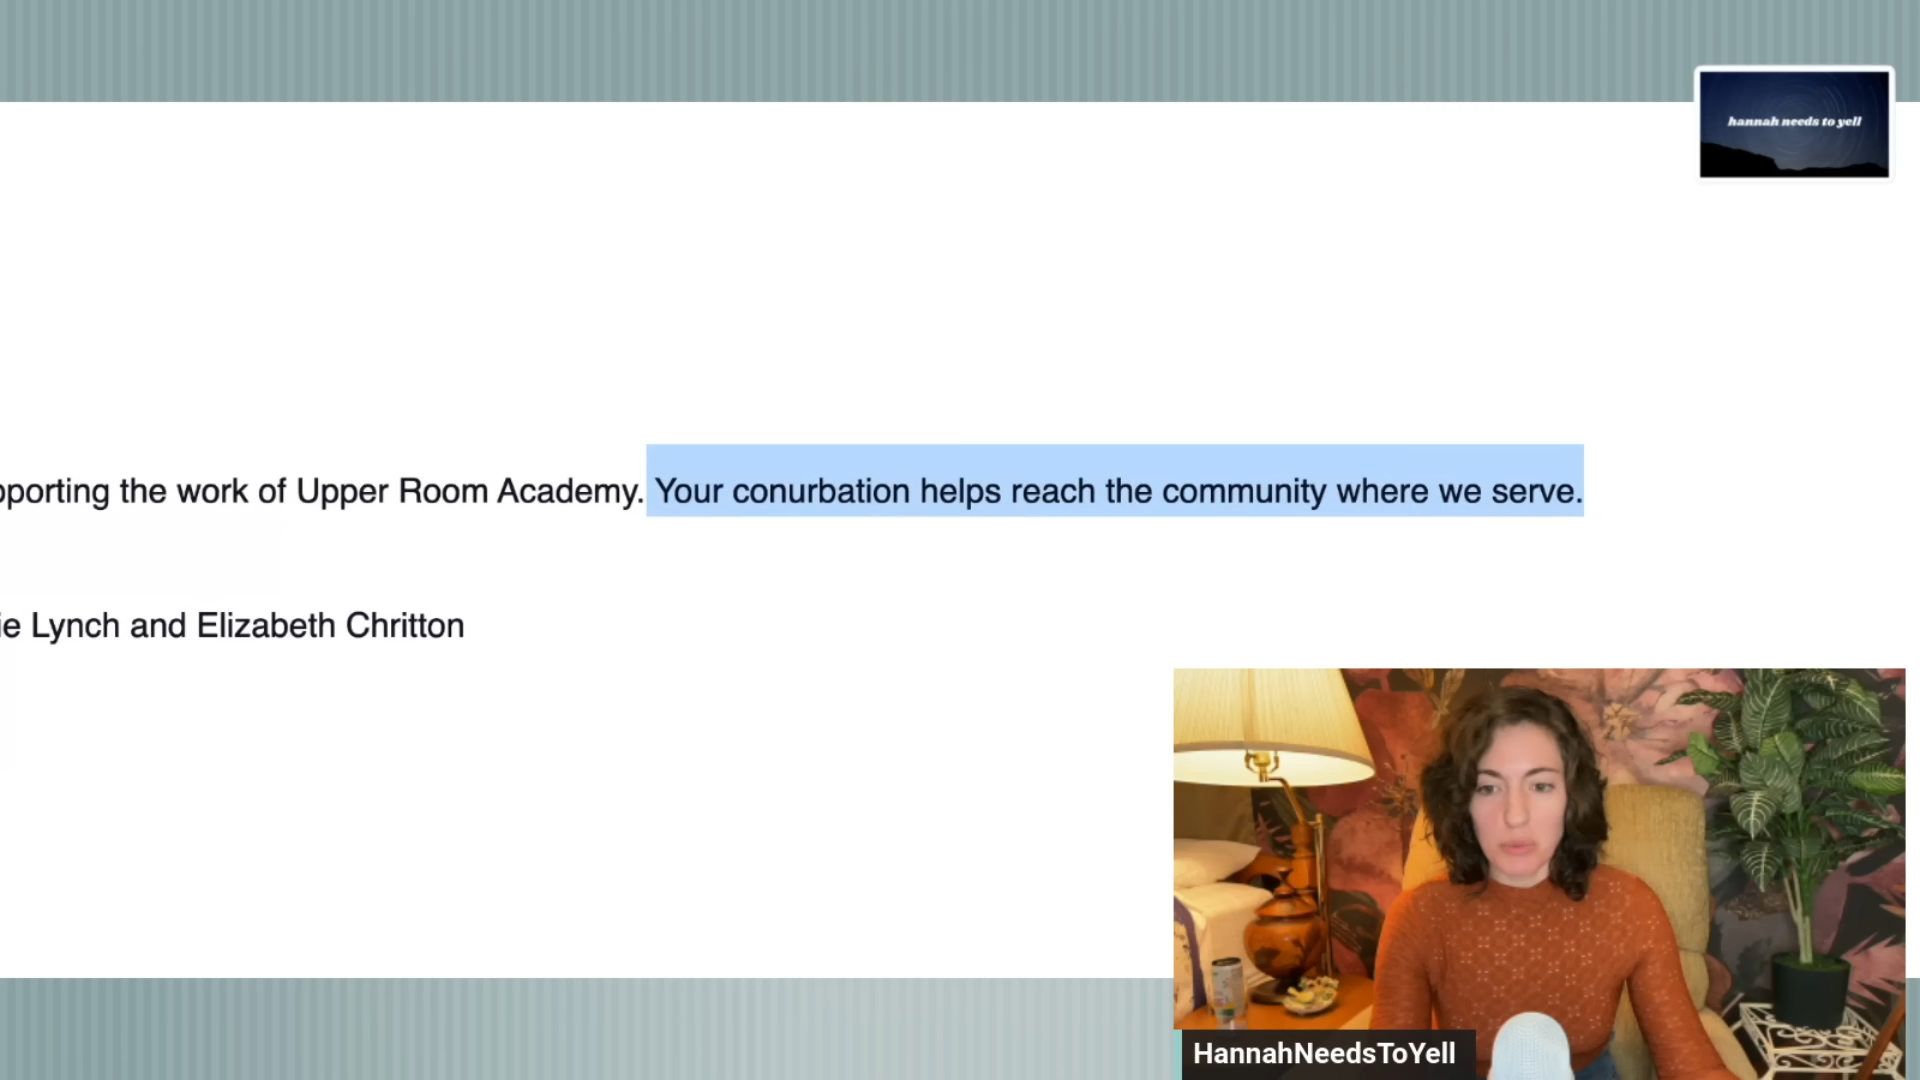 hannah needs to yell
pporting the work of Upper Room Academy. Your conurbation helps reach the community where we serve.
ie Lynch and Elizabeth Chritton
HannahNeedsToYell